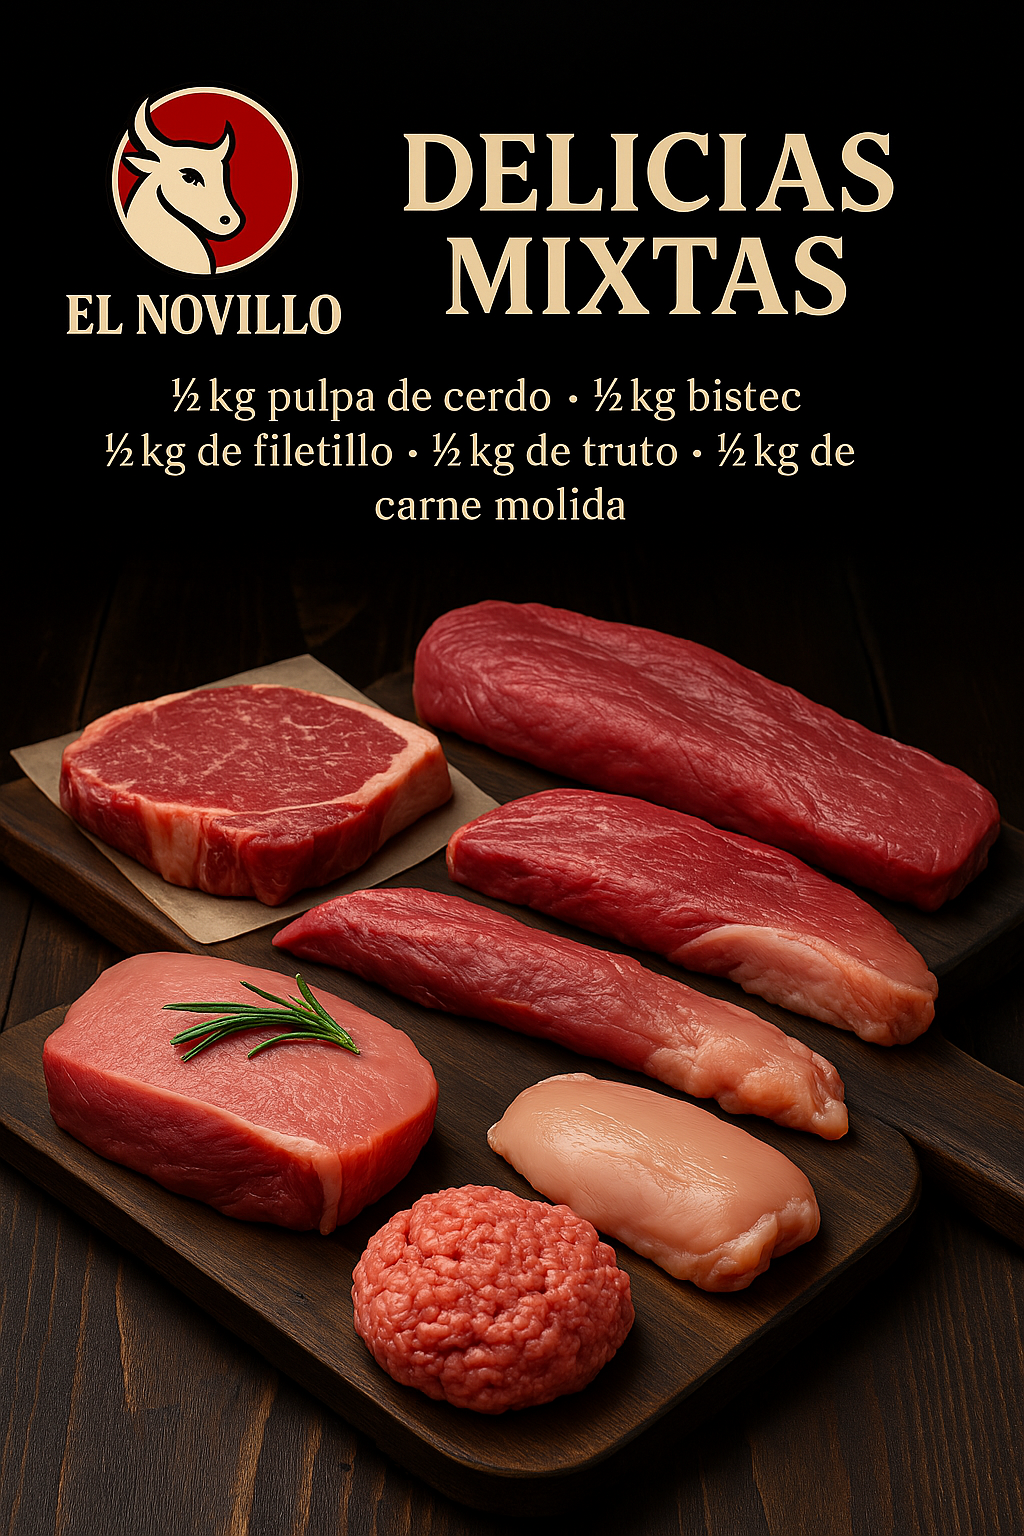 EL NOVILLO
DELICIAS
MIXTAS
½ kg pulpa de cerdo • ½ kg bistec
½ kg de filetillo • ½ kg de truto • ½ kg de
carne molida